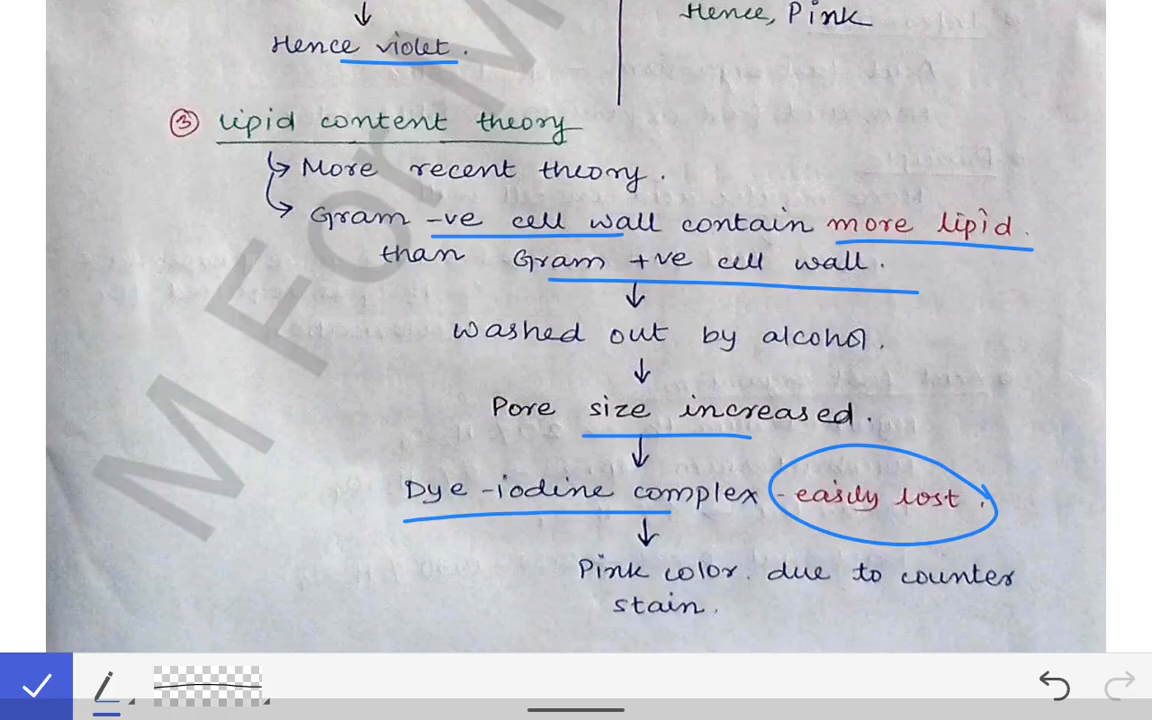 Hence, Pink
Hence violet.
③ Lipid content theory
More recent theory.
Gram -ve cell wall contain more lipid.
than Gram +ve cell wall.
Washed out by alcohol.
Pore size increased.
Dye-iodine complex - easily lost.
Pink color. due to counter
stain.
M FOR M